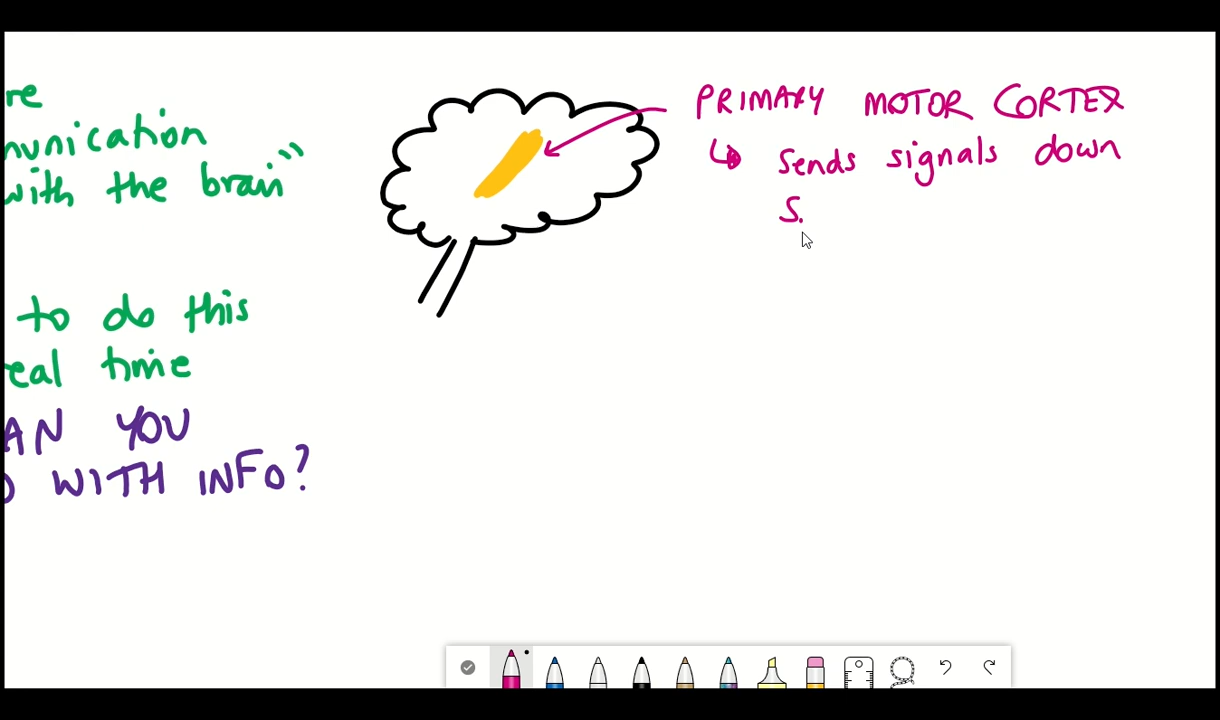 re
munication
with the brain"
to do this
eal time
AN YOU
O WITH INFO?
PRIMARY MOTOR CORTEX
↳ Sends signals down
S.